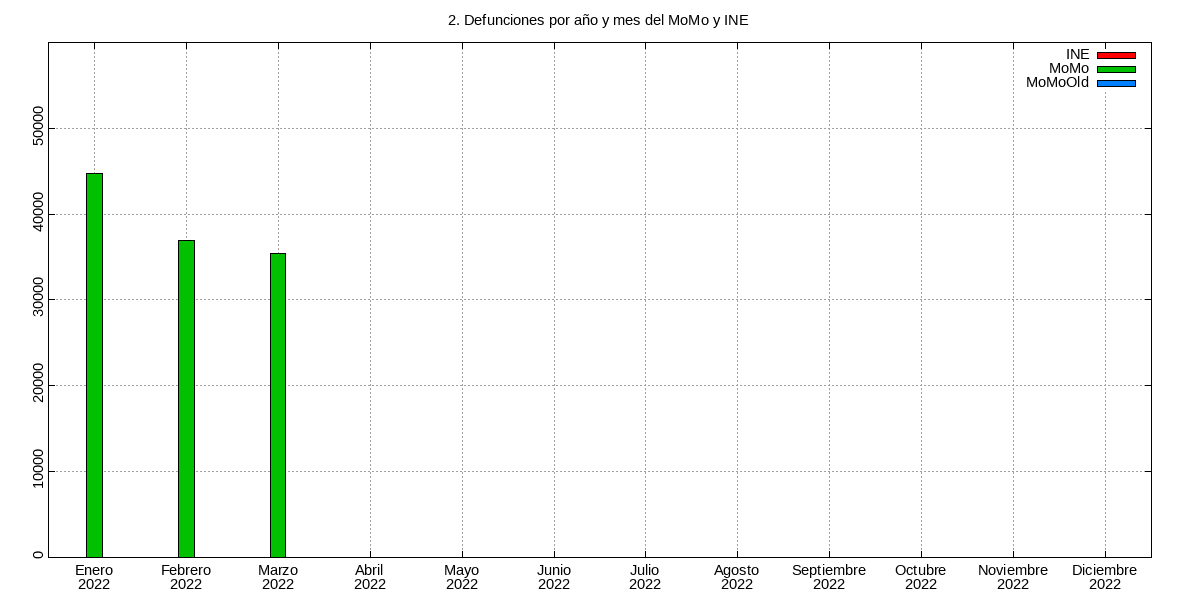 2. Defunciones por año y mes del MoMo y INE
INE
MoMo
MoMoOld
50000
40000
30000
20000
10000
0
Enero Febrero Marzo Abril Mayo Junio Julio Agosto Septiembre Octubre Noviembre Diciembre
2022 2022 2022 2022 2022 2022 2022 2022 2022 2022 2022 2022